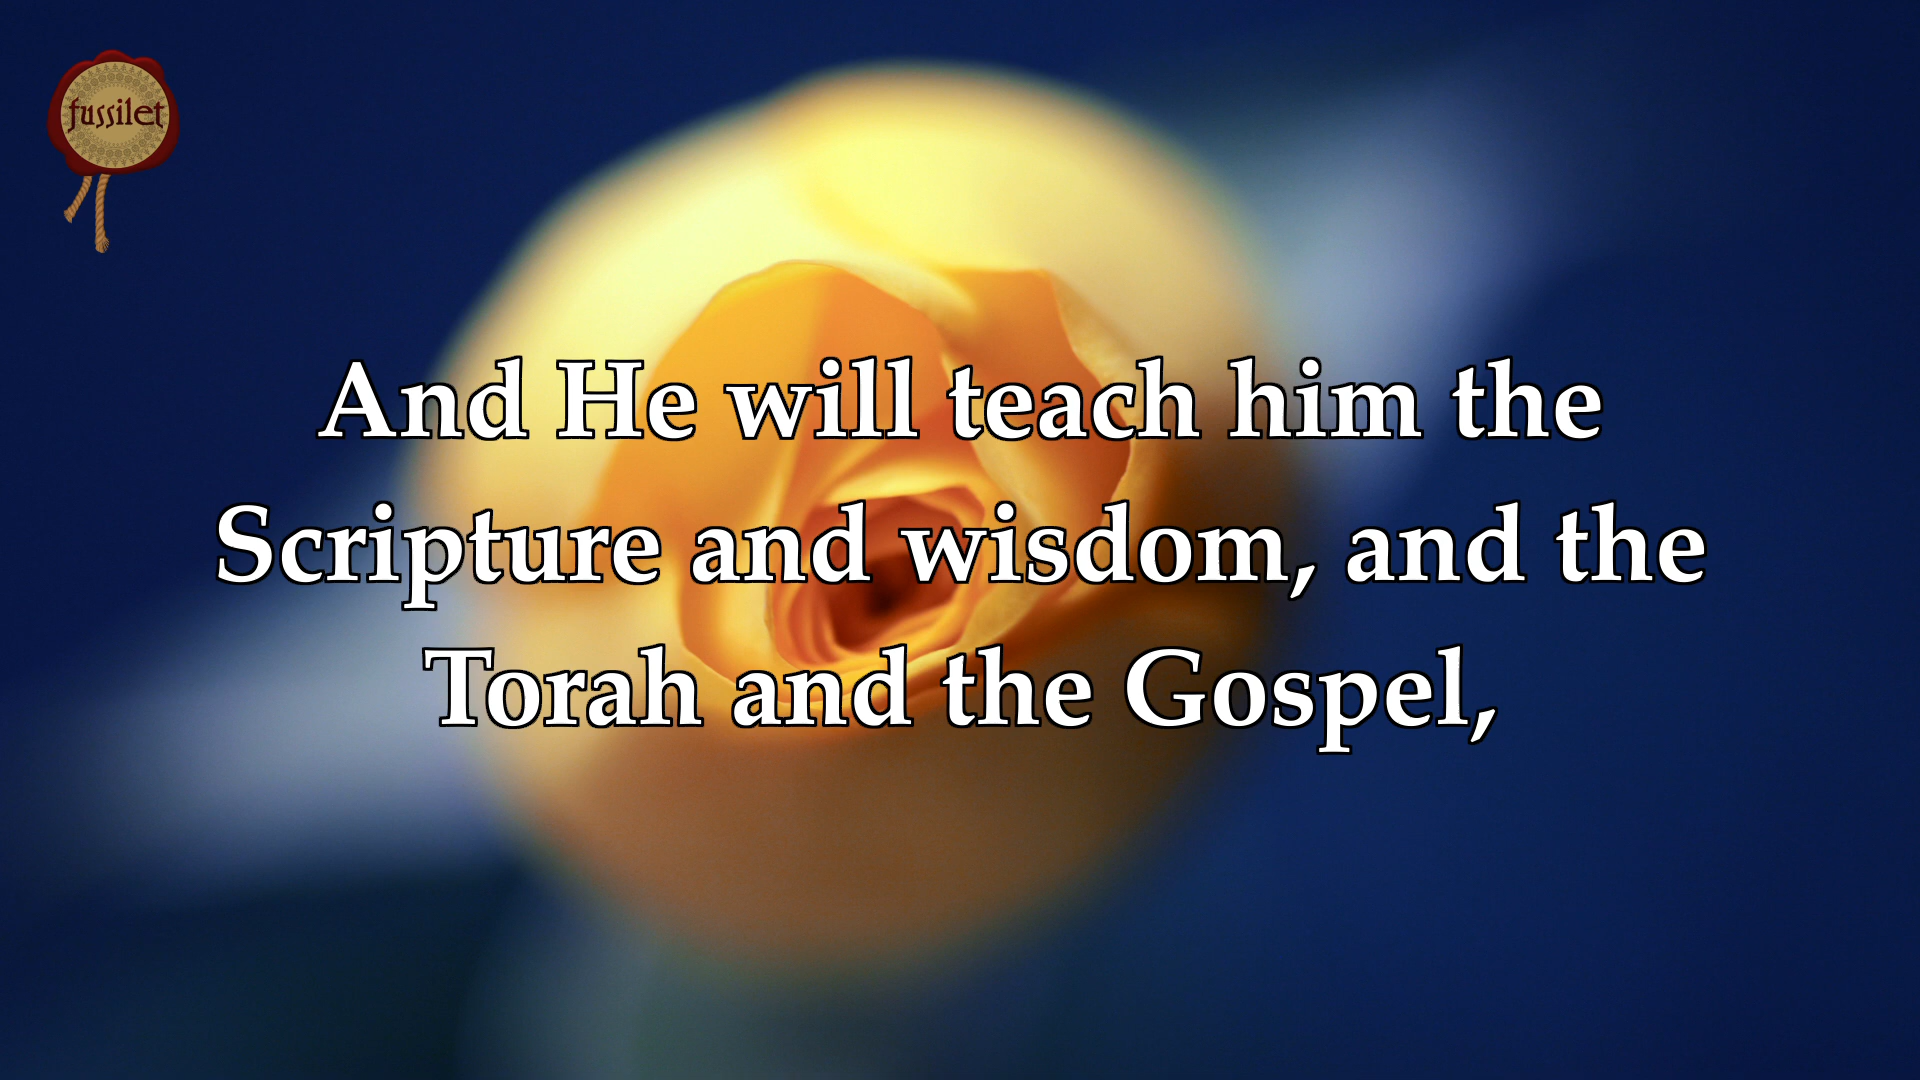 fussilet
And He will teach him the
Scripture and wisdom, and the
Torah and the Gospel,